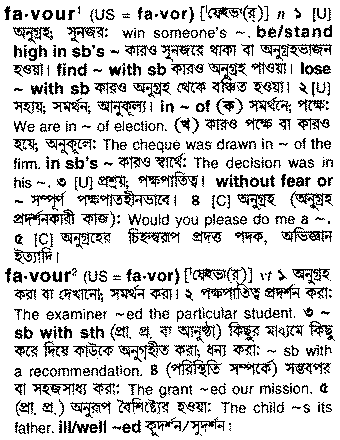 fa·vour¹ (US = fa·vor) [ˈফেইভা(র্)] n ১ [U]
অনুগ্রহ; সুনজর: win someone's ~. be/stand
high in sb's ~ কারও সুনজরে থাকা বা অনুগ্রহভাজন
হওয়া। find ~ with sb কারও অনুগ্রহ পাওয়া। lose
~ with sb কারও অনুগ্রহ থেকে বঞ্চিত হওয়া। ২ [U]
সহায়; সমর্থন; আনুকূল্য। in ~ of (ক) সমর্থনে; পক্ষে:
We are in ~ of election. (খ) কারও পক্ষে বা কারও
হয়ে, অনুকূলে: The cheque was drawn in ~ of the
firm. in sb's ~ কারও স্বার্থে: The decision was in
his ~. ৩ [U] প্রশ্রয়; পক্ষপাতিত্ব। without fear or
~ সম্পূর্ণ পক্ষপাতহীনভাবে। ৪ [C] অনুগ্রহ (অনুগ্রহ
প্রদর্শনকারী কাজ): Would you please do me a ~.
৫ [C] অনুগ্রহের চিহ্নস্বরূপ প্রদত্ত পদক, অভিজ্ঞান
ইত্যাদি।
fa·vour² (US = fa·vor) [ˈফেইভা(র্)] vt ১ অনুগ্রহ
করা বা দেখানো; সমর্থন করা। ২ পক্ষপাতিত্ব প্রদর্শন করা:
The examiner ~ed the particular student. ৩ ~
sb with sth (প্রা. প্র. বা আনুষ্ঠা) কিছুর মাধ্যমে কিছু
করে দিয়ে কাউকে অনুগৃহীত করা, ধন্য করা: ~ sb with
a recommendation. ৪ (পরিস্থিতি সম্পর্কে) সম্ভবপর
বা সহজসাধ্য করা: The grant ~ed our mission. ৫
(প্রা. প্র.) অনুরূপ বৈশিষ্ট্যের হওয়া: The child ~s its
father. ill/well ~ed কুদর্শন/সুদর্শন।